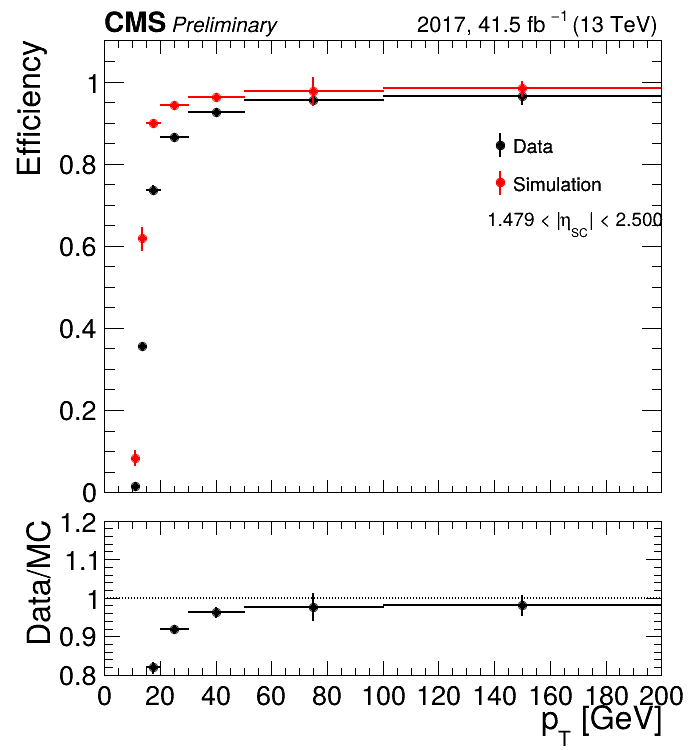 CMS Preliminary 2017, 41.5 fb⁻¹ (13 TeV)
Efficiency
1
0.8
0.6
0.4
0.2
0
Data
Simulation
1.479 < |ηSC| < 2.500
Data/MC
1.2
1.1
1
0.9
0.8
0 20 40 60 80 100 120 140 160 180 200
pT [GeV]